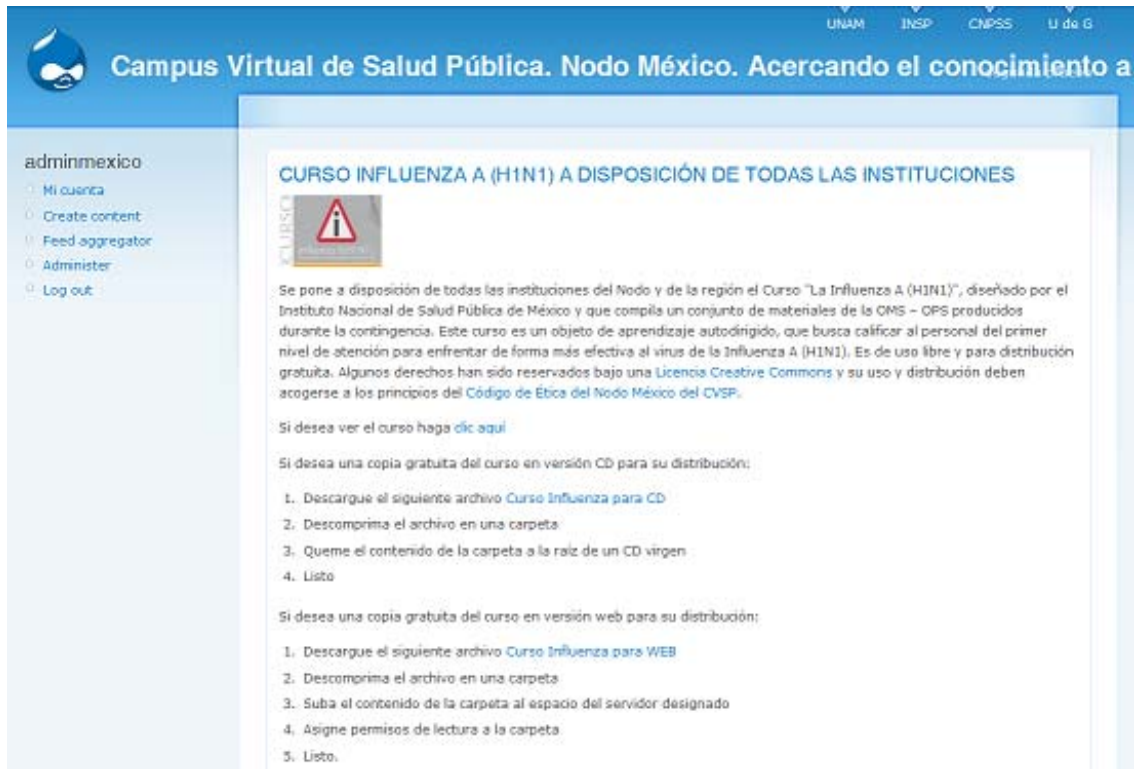 UNAM INSP CNPSS U de G
Campus Virtual de Salud Pública. Nodo México. Acercando el conocimiento a
adminmexico
Mi cuenta
Create content
Feed aggregator
Administer
Log out
CURSO INFLUENZA A (H1N1) A DISPOSICIÓN DE TODAS LAS INSTITUCIONES
CURSO
Se pone a disposición de todas las instituciones del Nodo y de la región el Curso "La Influenza A (H1N1)", diseñado por el
Instituto Nacional de Salud Pública de México y que compila un conjunto de materiales de la OMS – OPS producidos
durante la contingencia. Este curso es un objeto de aprendizaje autodirigido, que busca calificar al personal del primer
nivel de atención para enfrentar de forma más efectiva al virus de la Influenza A (H1N1). Es de uso libre y para distribución
gratuita. Algunos derechos han sido reservados bajo una Licencia Creative Commons y su uso y distribución deben
acogerse a los principios del Código de Ética del Nodo México del CVSP.
Si desea ver el curso haga clic aquí
Si desea una copia gratuita del curso en versión CD para su distribución:
1. Descargue el siguiente archivo Curso Influenza para CD
2. Descomprima el archivo en una carpeta
3. Queme el contenido de la carpeta a la raíz de un CD virgen
4. Listo
Si desea una copia gratuita del curso en versión web para su distribución:
1. Descargue el siguiente archivo Curso Influenza para WEB
2. Descomprima el archivo en una carpeta
3. Suba el contenido de la carpeta al espacio del servidor designado
4. Asigne permisos de lectura a la carpeta
5. Listo.